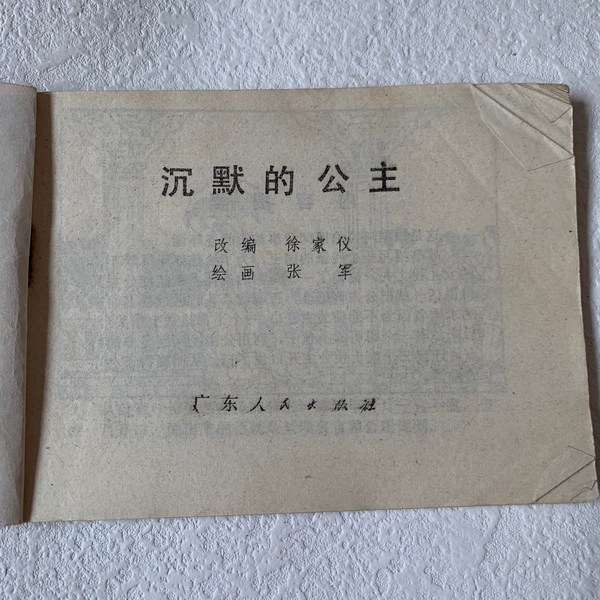 沉默的公主
改编 徐家仪
绘画 张军
广东人民出版社